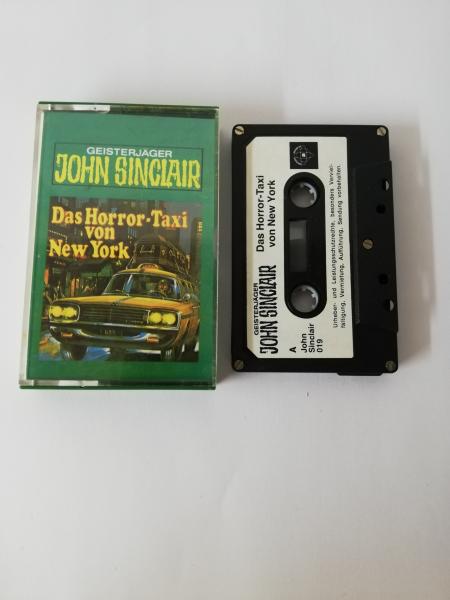 GEISTERJÄGER
JOHN SINCLAIR
Das Horror-Taxi
von
New York
GEISTERJÄGER
JOHN SINCLAIR
Das Horror-Taxi
von New York
A
John
Sinclair
019
Urheber- und Leistungsschutzrechte, besonders Verviel-
fältigung, Vermietung, Aufführung, Sendung vorbehalten.